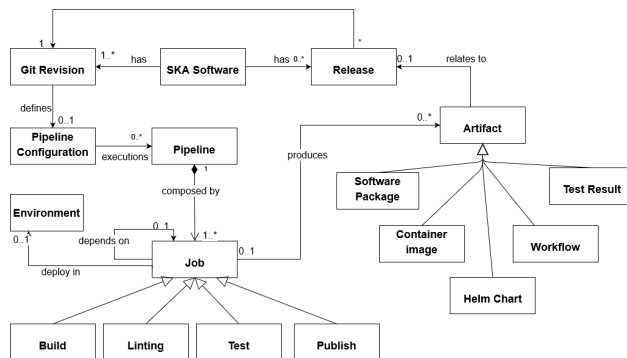 1
1..*
has
has 0..*
*
0..1
relates to
Git Revision
SKA Software
Release
defines
0..1
0..*
0..*
Artifact
Pipeline
Configuration
executions
Pipeline
1
produces
composed by
Software
Package
Test Result
Environment
0..1
0..1
depends on
1..*
0..1
Container
image
Workflow
deploy in
Job
Helm Chart
Build
Linting
Test
Publish